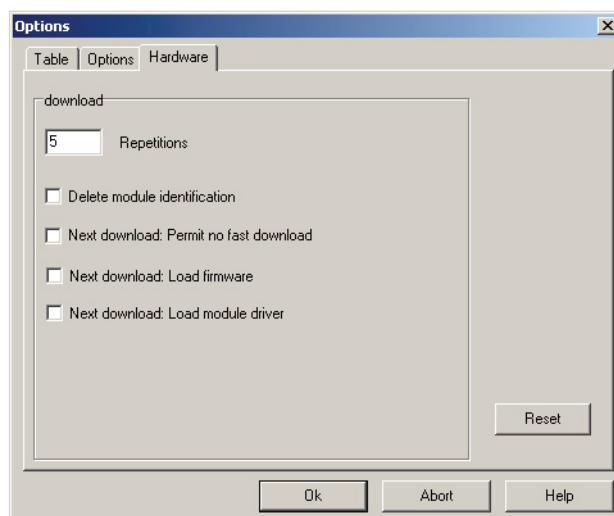 Options
Table Options Hardware
download
5 Repetitions
Delete module identification
Next download: Permit no fast download
Next download: Load firmware
Next download: Load module driver
Reset
Ok Abort Help